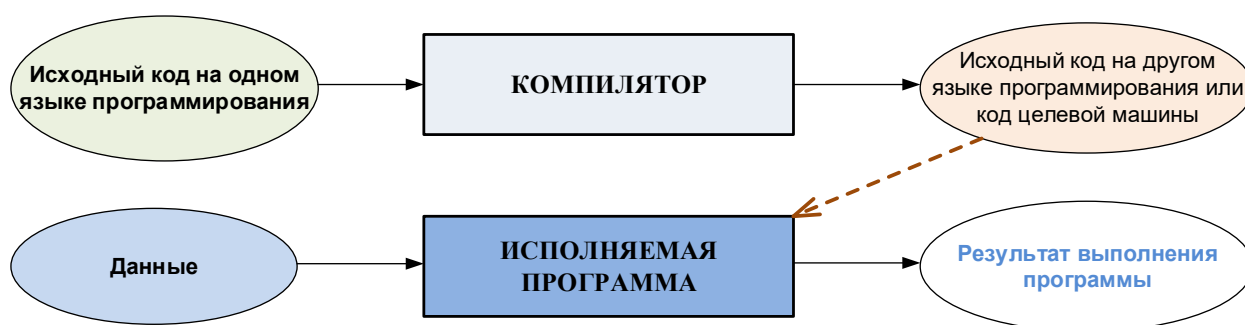 Исходный код на одном
языке программирования
КОМПИЛЯТОР
Исходный код на другом
языке программирования или
код целевой машины
Данные
ИСПОЛНЯЕМАЯ
ПРОГРАММА
Результат выполнения
программы